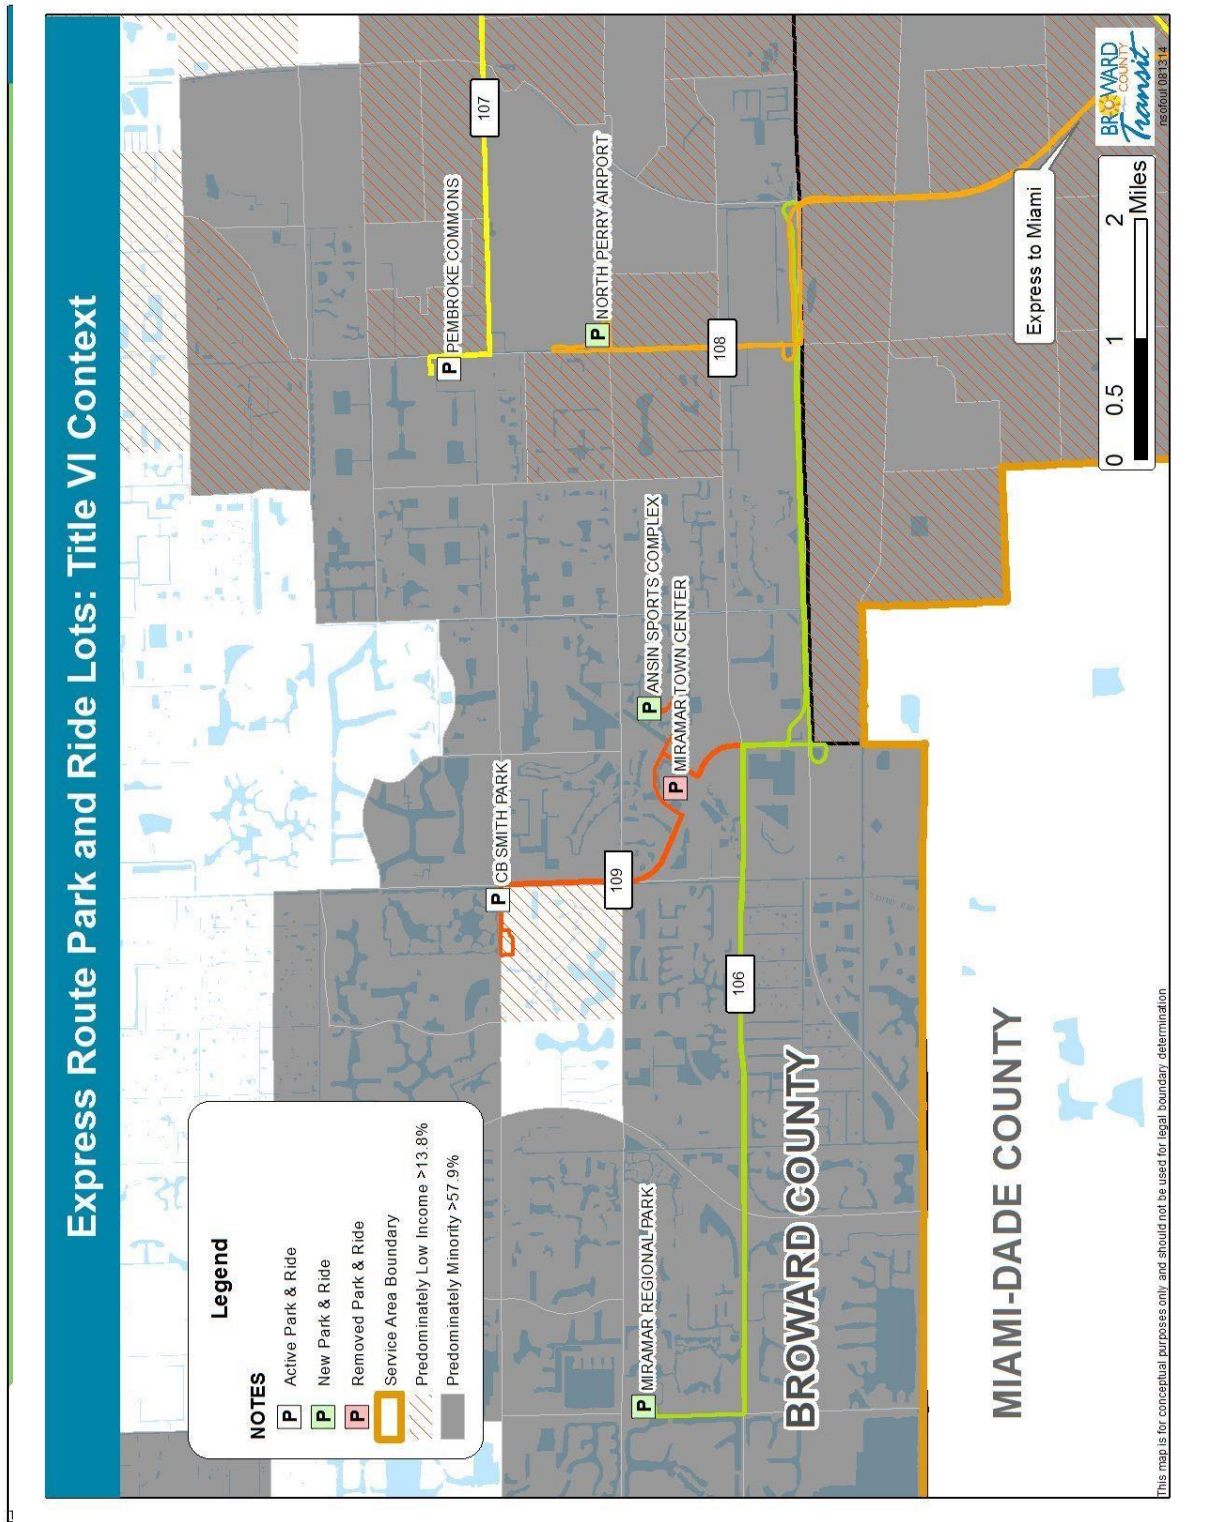 Express Route Park and Ride Lots: Title VI Context
Legend
NOTES
P Active Park & Ride
P New Park & Ride
P Removed Park & Ride
Service Area Boundary
Predominately Low Income >13.8%
Predominately Minority >57.9%
107
P PEMBROKE COMMONS
P CB SMITH PARK
P NORTH PERRY AIRPORT
109
P ANSIN SPORTS COMPLEX
P MIRAMAR TOWN CENTER
P MIRAMAR REGIONAL PARK
108
106
BROWARD COUNTY
MIAMI-DADE COUNTY
Express to Miami
0 0.5 1 2
Miles
BROWARD
COUNTY
Transit
nsofoul 081314
This map is for conceptual purposes only and should not be used for legal boundary determination